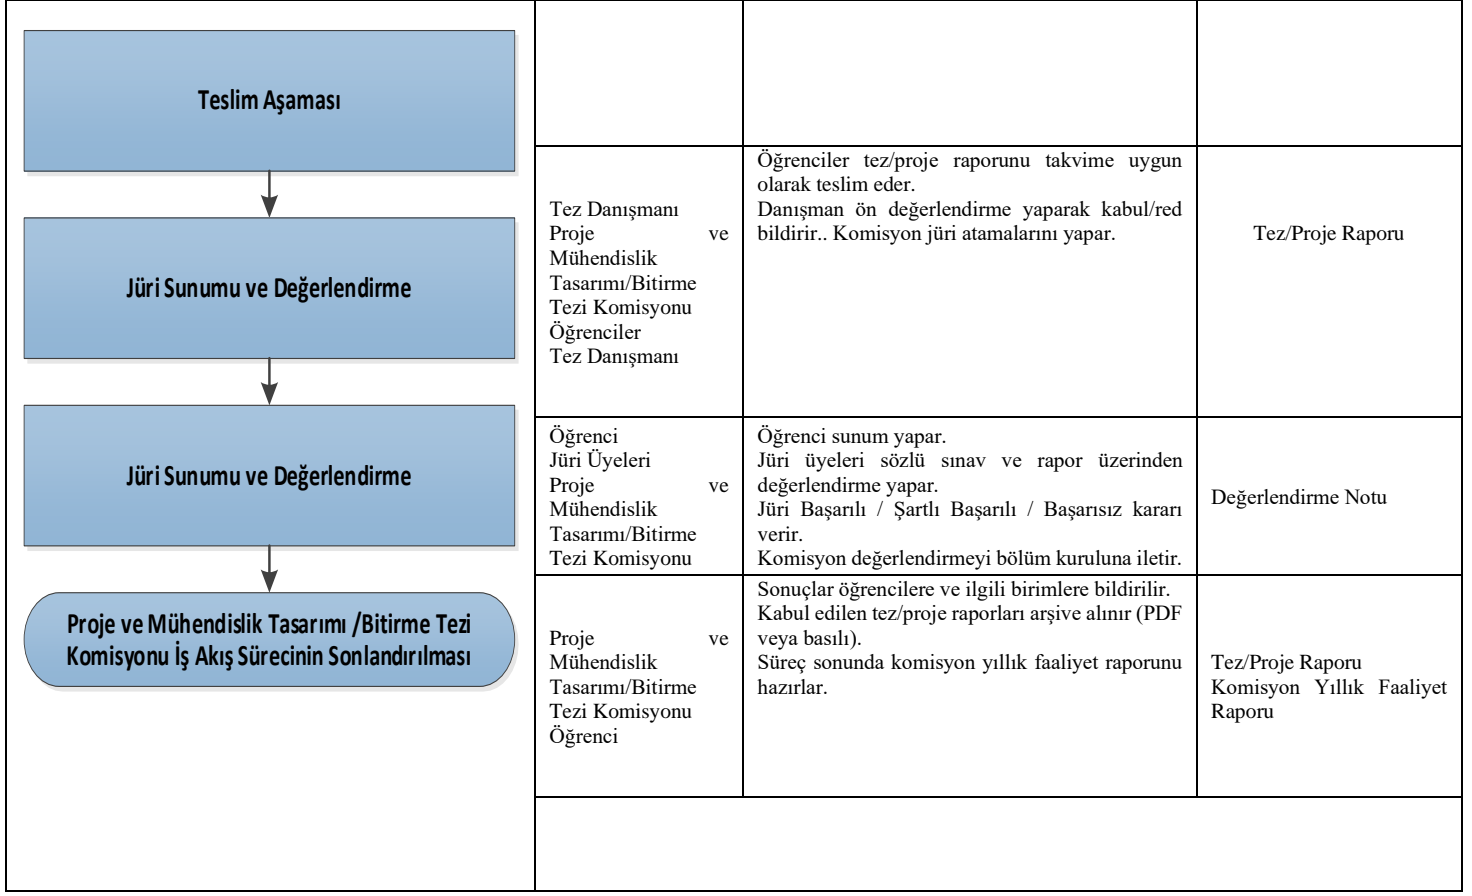 Teslim Aşaması
Jüri Sunumu ve Değerlendirme
Jüri Sunumu ve Değerlendirme
Proje ve Mühendislik Tasarımı /Bitirme Tezi
Komisyonu İş Akış Sürecinin Sonlandırılması
Tez Danışmanı
Proje ve
Mühendislik
Tasarımı/Bitirme
Tezi Komisyonu
Öğrenciler
Tez Danışmanı
Öğrenciler tez/proje raporunu takvime uygun
olarak teslim eder.
Danışman ön değerlendirme yaparak kabul/red
bildirir.. Komisyon jüri atamalarını yapar.
Tez/Proje Raporu
Öğrenci
Jüri Üyeleri
Proje ve
Mühendislik
Tasarımı/Bitirme
Tezi Komisyonu
Öğrenci sunum yapar.
Jüri üyeleri sözlü sınav ve rapor üzerinden
değerlendirme yapar.
Jüri Başarılı / Şartlı Başarılı / Başarısız kararı
verir.
Komisyon değerlendirmeyi bölüm kuruluna iletir.
Değerlendirme Notu
Proje ve
Mühendislik
Tasarımı/Bitirme
Tezi Komisyonu
Öğrenci
Sonuçlar öğrencilere ve ilgili birimlere bildirilir.
Kabul edilen tez/proje raporları arşive alınır (PDF
veya basılı).
Süreç sonunda komisyon yıllık faaliyet raporunu
hazırlar.
Tez/Proje Raporu
Komisyon Yıllık Faaliyet
Raporu